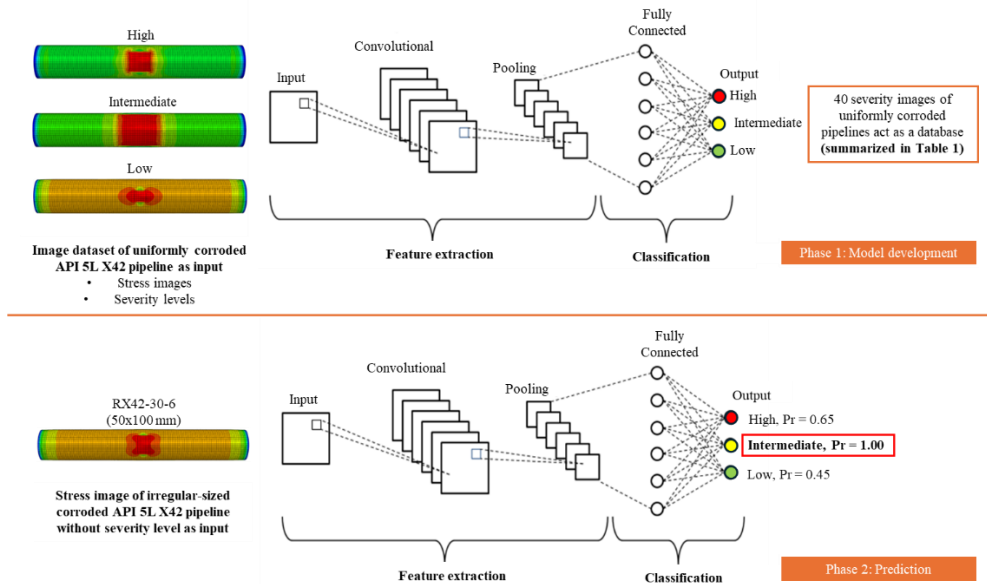 High
Intermediate
Low
Image dataset of uniformly corroded
API 5L X42 pipeline as input
• Stress images
• Severity levels
Input
Convolutional
Pooling
Fully
Connected
Output
High
Intermediate
Low
Feature extraction
Classification
40 severity images of
uniformly corroded
pipelines act as a database
(summarized in Table 1)
Phase 1: Model development
RX42-30-6
(50x100 mm)
Stress image of irregular-sized
corroded API 5L X42 pipeline
without severity level as input
Input
Convolutional
Pooling
Fully
Connected
Output
High, Pr = 0.65
Intermediate, Pr = 1.00
Low, Pr = 0.45
Feature extraction
Classification
Phase 2: Prediction